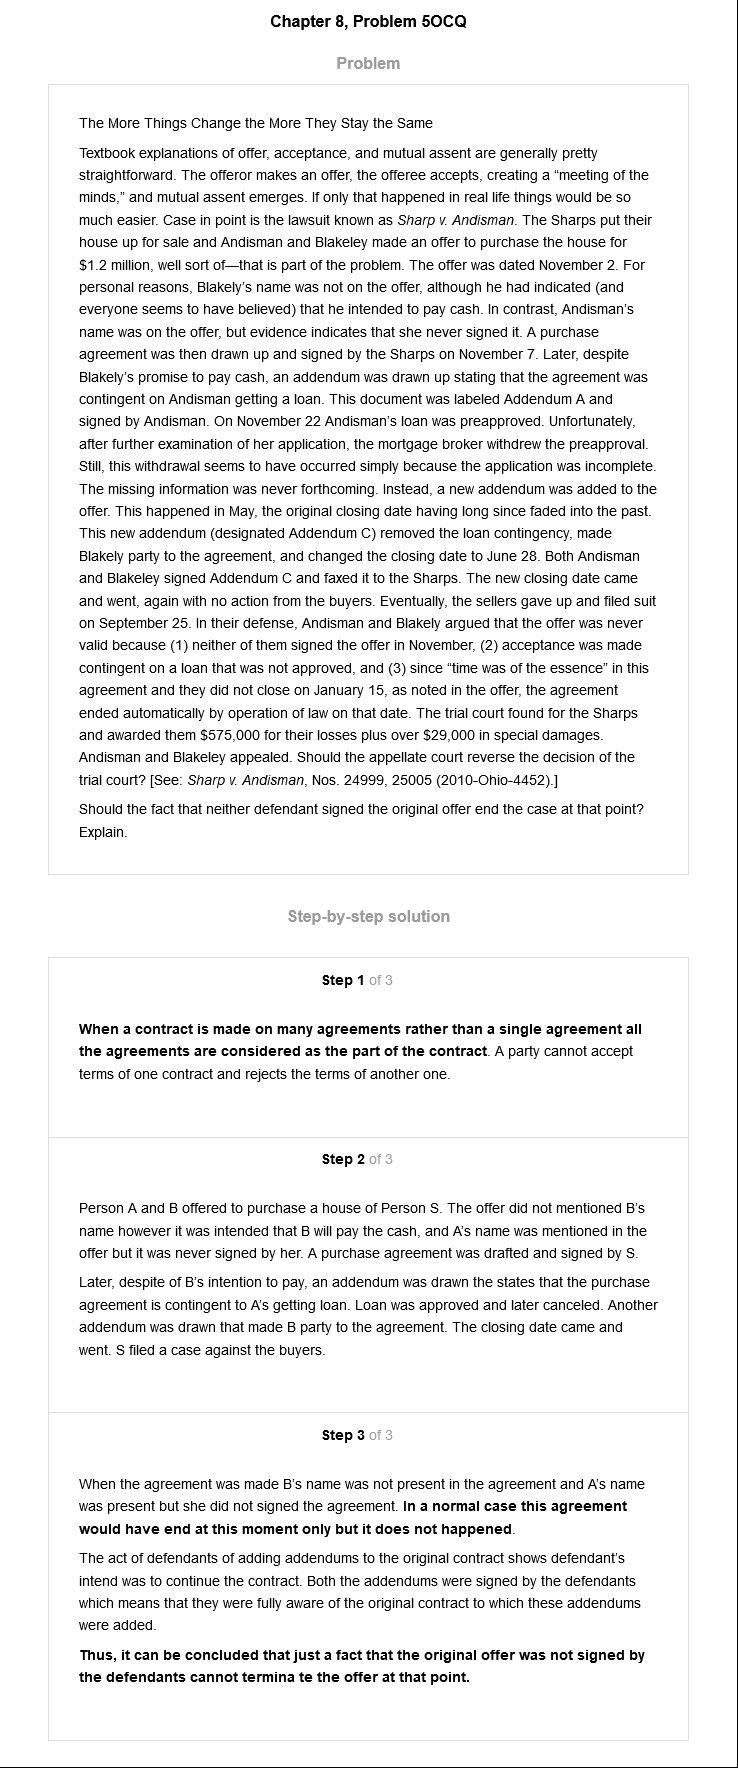 Chapter 8, Problem 5OCQ
Problem
The More Things Change the More They Stay the Same
Textbook explanations of offer, acceptance, and mutual assent are generally pretty
straightforward. The offeror makes an offer, the offeree accepts, creating a “meeting of the
minds,” and mutual assent emerges. If only that happened in real life things would be so
much easier. Case in point is the lawsuit known as Sharp v. Andisman. The Sharps put their
house up for sale and Andisman and Blakeley made an offer to purchase the house for
$1.2 million, well sort of—that is part of the problem. The offer was dated November 2. For
personal reasons, Blakely’s name was not on the offer, although he had indicated (and
everyone seems to have believed) that he intended to pay cash. In contrast, Andisman’s
name was on the offer, but evidence indicates that she never signed it. A purchase
agreement was then drawn up and signed by the Sharps on November 7. Later, despite
Blakely’s promise to pay cash, an addendum was drawn up stating that the agreement was
contingent on Andisman getting a loan. This document was labeled Addendum A and
signed by Andisman. On November 22 Andisman’s loan was preapproved. Unfortunately,
after further examination of her application, the mortgage broker withdrew the preapproval.
Still, this withdrawal seems to have occurred simply because the application was incomplete.
The missing information was never forthcoming. Instead, a new addendum was added to the
offer. This happened in May, the original closing date having long since faded into the past.
This new addendum (designated Addendum C) removed the loan contingency, made
Blakely party to the agreement, and changed the closing date to June 28. Both Andisman
and Blakeley signed Addendum C and faxed it to the Sharps. The new closing date came
and went, again with no action from the buyers. Eventually, the sellers gave up and filed suit
on September 25. In their defense, Andisman and Blakely argued that the offer was never
valid because (1) neither of them signed the offer in November, (2) acceptance was made
contingent on a loan that was not approved, and (3) since “time was of the essence” in this
agreement and they did not close on January 15, as noted in the offer, the agreement
ended automatically by operation of law on that date. The trial court found for the Sharps
and awarded them $575,000 for their losses plus over $29,000 in special damages.
Andisman and Blakeley appealed. Should the appellate court reverse the decision of the
trial court? [See: Sharp v. Andisman, Nos. 24999, 25005 (2010-Ohio-4452).]
Should the fact that neither defendant signed the original offer end the case at that point?
Explain.
Step-by-step solution
Step 1 of 3
When a contract is made on many agreements rather than a single agreement all
the agreements are considered as the part of the contract. A party cannot accept
terms of one contract and rejects the terms of another one.
Step 2 of 3
Person A and B offered to purchase a house of Person S. The offer did not mentioned B’s
name however it was intended that B will pay the cash, and A’s name was mentioned in the
offer but it was never signed by her. A purchase agreement was drafted and signed by S.
Later, despite of B’s intention to pay, an addendum was drawn the states that the purchase
agreement is contingent to A’s getting loan. Loan was approved and later canceled. Another
addendum was drawn that made B party to the agreement. The closing date came and
went. S filed a case against the buyers.
Step 3 of 3
When the agreement was made B’s name was not present in the agreement and A’s name
was present but she did not signed the agreement. In a normal case this agreement
would have end at this moment only but it does not happened.
The act of defendants of adding addendums to the original contract shows defendant’s
intend was to continue the contract. Both the addendums were signed by the defendants
which means that they were fully aware of the original contract to which these addendums
were added.
Thus, it can be concluded that just a fact that the original offer was not signed by
the defendants cannot termina te the offer at that point.